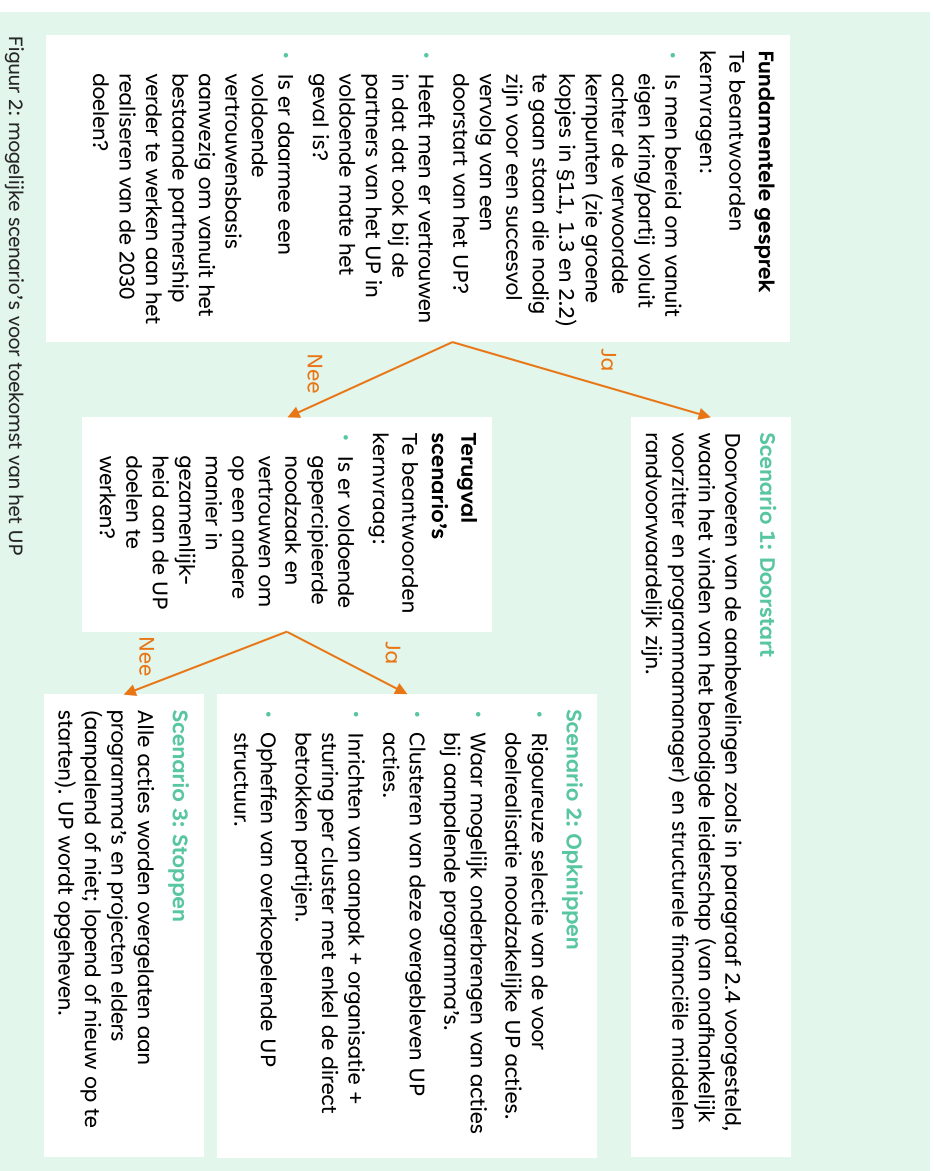 Fundamentele gesprek
Te beantwoorden
kernvragen:
• Is men bereid om vanuit
eigen kring/partij voluit
achter de verwoordde
kernpunten (zie groene
kopjes in §1.1, 1.3 en 2.2)
te gaan staan die nodig
zijn voor een succesvol
vervolg van een
doorstart van het UP?
• Heeft men er vertrouwen
in dat dat ook bij de
partners van het UP in
voldoende mate het
geval is?
• Is er daarmee een
voldoende
vertrouwensbasis
aanwezig om vanuit het
bestaande partnership
verder te werken aan het
realiseren van de 2030
doelen?
Ja
Nee
Scenario 1: Doorstart
Doorvoeren van de aanbevelingen zoals in paragraaf 2.4 voorgesteld,
waarin het vinden van het benodigde leiderschap (van onafhankelijk
voorzitter en programmamanager) en structurele financiële middelen
randvoorwaardelijk zijn.
Terugval
scenario's
Te beantwoorden
kernvraag:
• Is er voldoende
gepercipieerde
noodzaak en
vertrouwen om
op een andere
manier in
gezamenlijk-
heid aan de UP
doelen te
werken?
Ja
Nee
Scenario 2: Opknippen
• Rigoureuze selectie van de voor
doelrealisatie noodzakelijke UP acties.
• Waar mogelijk onderbrengen van acties
bij aanpalende programma's.
• Clusteren van deze overgebleven UP
acties.
• Inrichten van aanpak + organisatie +
sturing per cluster met enkel de direct
betrokken partijen.
• Opheffen van overkoepelende UP
structuur.
Scenario 3: Stoppen
Alle acties worden overgelaten aan
programma's en projecten elders
(aanpalend of niet; lopend of nieuw op te
starten). UP wordt opgeheven.
Figuur 2: mogelijke scenario's voor toekomst van het UP